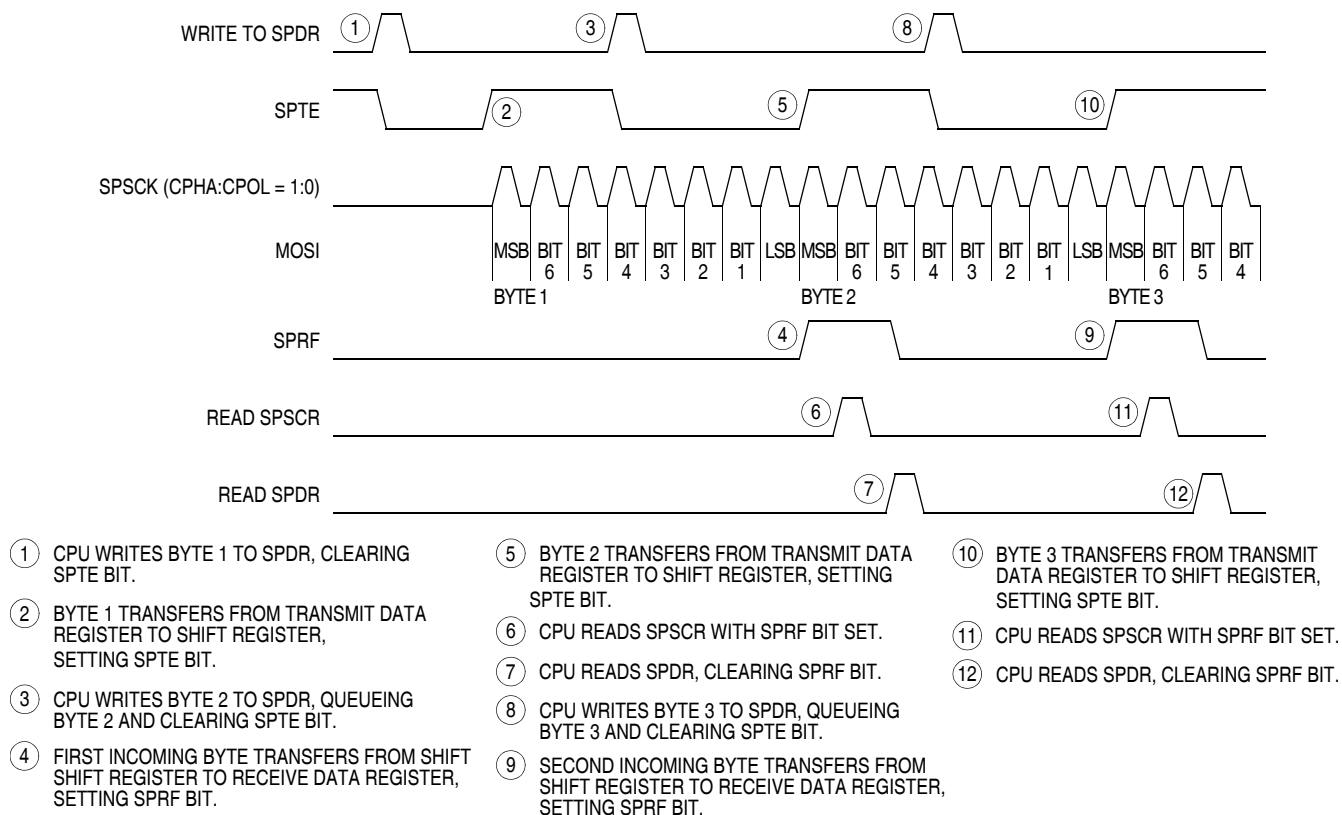 WRITE TO SPDR
1
3
8
SPTE
2
5
10
SPSCK (CPHA:CPOL = 1:0)
MOSI
MSB BIT 6 BIT 5 BIT 4 BIT 3 BIT 2 BIT 1 LSB MSB BIT 6 BIT 5 BIT 4 BIT 3 BIT 2 BIT 1 LSB MSB BIT 6 BIT 5 BIT 4
BYTE 1 BYTE 2 BYTE 3
SPRF
4
9
READ SPSCR
6
11
READ SPDR
7
12
1 CPU WRITES BYTE 1 TO SPDR, CLEARING
SPTE BIT.
2 BYTE 1 TRANSFERS FROM TRANSMIT DATA
REGISTER TO SHIFT REGISTER,
SETTING SPTE BIT.
3 CPU WRITES BYTE 2 TO SPDR, QUEUEING
BYTE 2 AND CLEARING SPTE BIT.
4 FIRST INCOMING BYTE TRANSFERS FROM SHIFT
SHIFT REGISTER TO RECEIVE DATA REGISTER,
SETTING SPRF BIT.
5 BYTE 2 TRANSFERS FROM TRANSMIT DATA
REGISTER TO SHIFT REGISTER, SETTING
SPTE BIT.
6 CPU READS SPSCR WITH SPRF BIT SET.
7 CPU READS SPDR, CLEARING SPRF BIT.
8 CPU WRITES BYTE 3 TO SPDR, QUEUEING
BYTE 3 AND CLEARING SPTE BIT.
9 SECOND INCOMING BYTE TRANSFERS FROM
SHIFT REGISTER TO RECEIVE DATA REGISTER,
SETTING SPRF BIT.
10 BYTE 3 TRANSFERS FROM TRANSMIT
DATA REGISTER TO SHIFT REGISTER,
SETTING SPTE BIT.
11 CPU READS SPSCR WITH SPRF BIT SET.
12 CPU READS SPDR, CLEARING SPRF BIT.